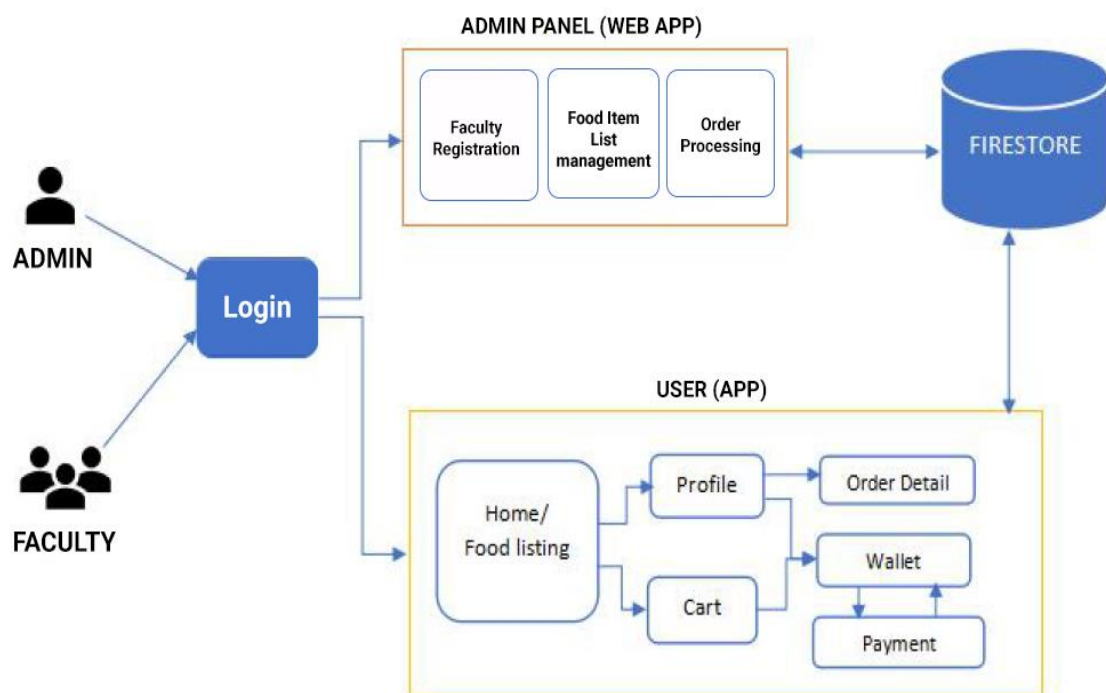 ADMIN PANEL (WEB APP)
Faculty
Registration
Food Item
List
management
Order
Processing
FIRESTORE
ADMIN
Login
FACULTY
USER (APP)
Home/
Food listing
Profile
Order Detail
Wallet
Cart
Payment